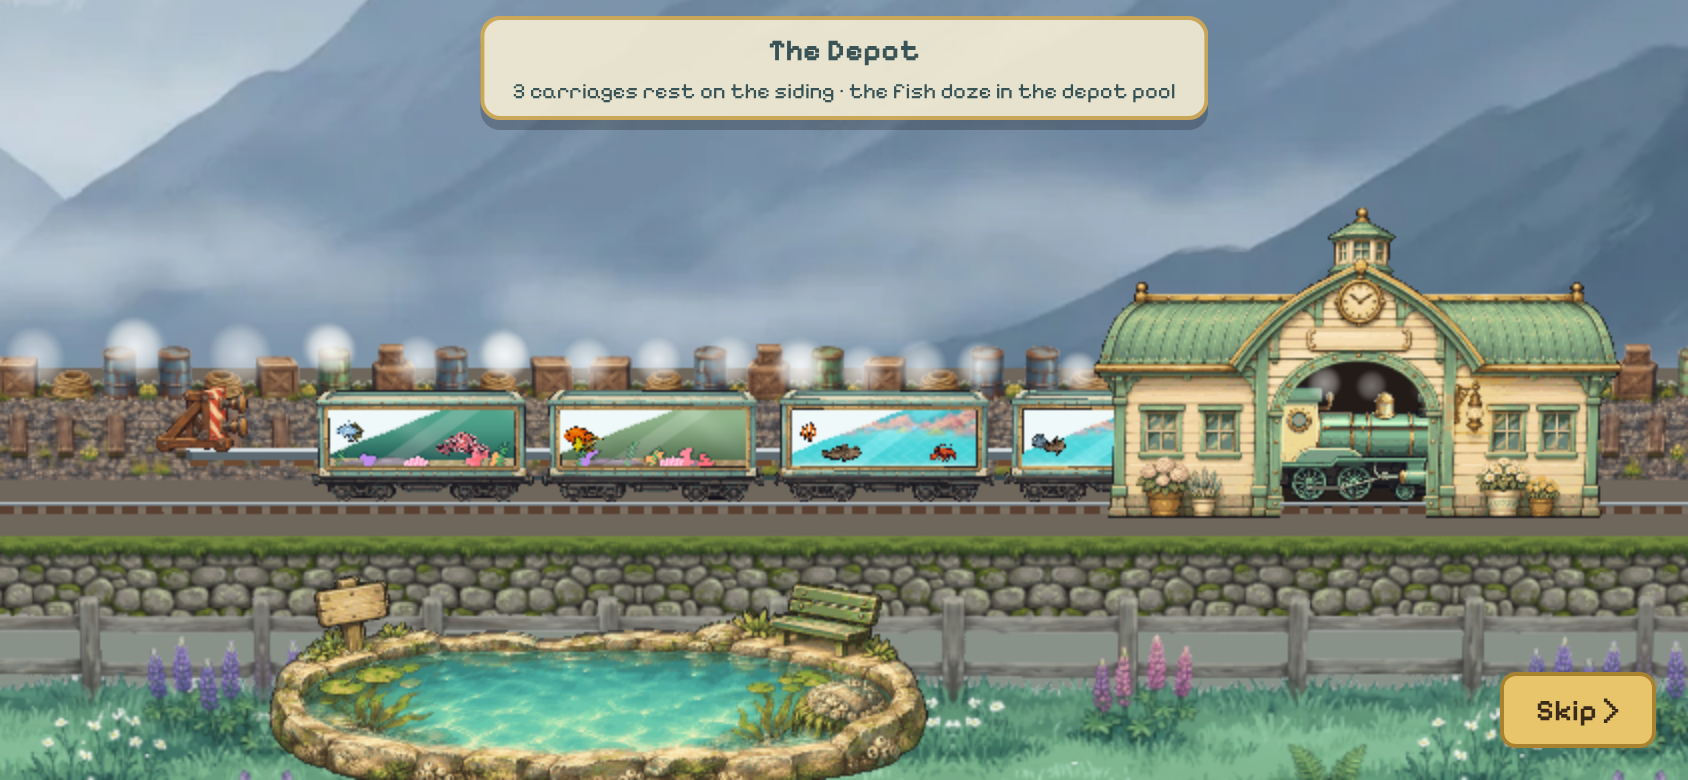 The Depot
3 carriages rest on the siding · the fish doze in the depot pool
Skip >